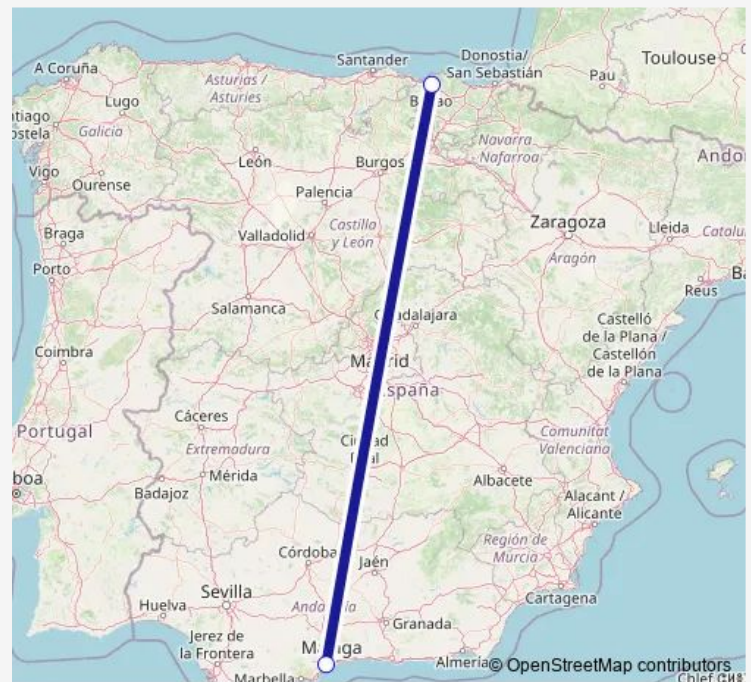 Santander
Donostia/
San Sebastián
Toulouse
A Coruña
Asturias /
Asturies
Pau
Lugo
Galicia
León
Burgos
Navarra
Nafarroa
Vigo
Ourense
Palencia
Braga
Valladolid
Castilla
y León
Zaragoza
Lleida
Aragón
Porto
Reus
Salamanca
Castelló
de la Plana /
Castellón
de la Plana
Coimbra
Cáceres
Portugal
Extremadura
Comunitat
Valenciana
Mérida
Albacete
Badajoz
Alacant /
Alicante
Córdoba
Región de
Murcia
Jaén
Sevilla
Cartagena
Huelva
Granada
Jerez de
la Frontera
Almería
© OpenStreetMap contributors
Marbella